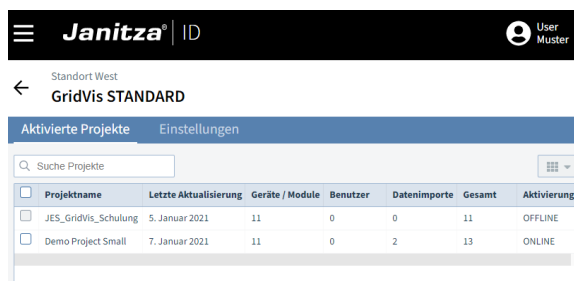 Janitza® ID
User
Muster
Standort West
GridVis STANDARD
Aktivierte Projekte Einstellungen
Suche Projekte
Projektname Letzte Aktualisierung Geräte / Module Benutzer Datenimporte Gesamt Aktivierung
JES_GridVis_Schulung 5. Januar 2021 11 0 0 11 OFFLINE
Demo Project Small 7. Januar 2021 11 0 2 13 ONLINE